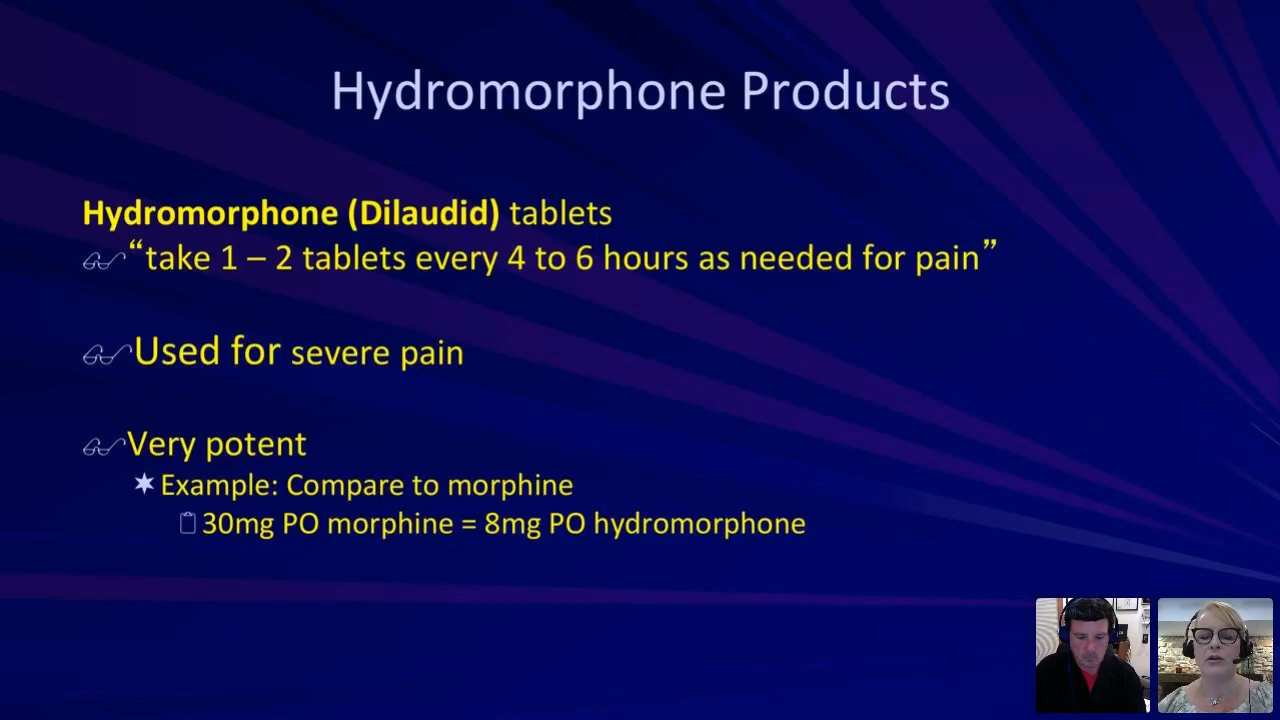 Hydromorphone Products
Hydromorphone (Dilaudid) tablets
“take 1 – 2 tablets every 4 to 6 hours as needed for pain”
Used for severe pain
Very potent
Example: Compare to morphine
30mg PO morphine = 8mg PO hydromorphone